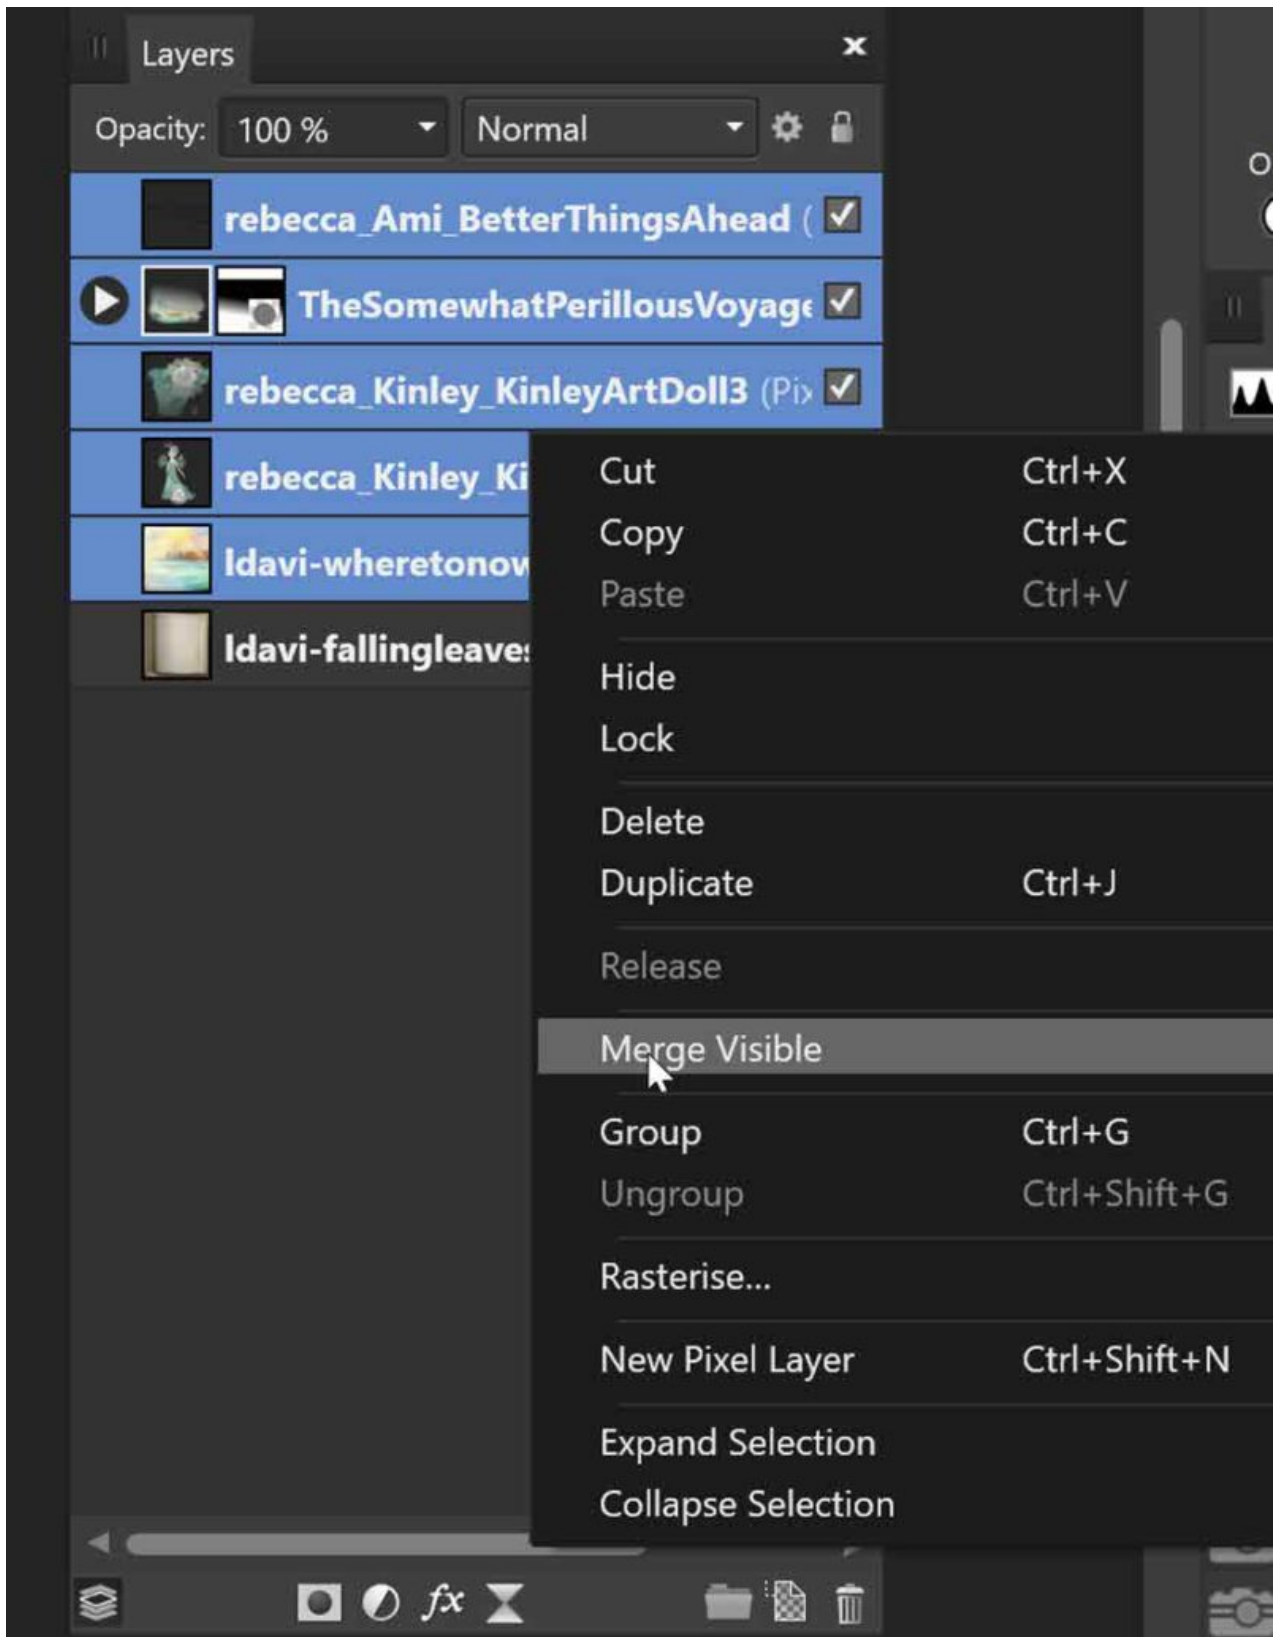 Layers
Opacity: 100 % Normal
rebecca_Ami_BetterThingsAhead (
TheSomewhatPerillousVoyage
rebecca_Kinley_KinleyArtDoll3 (Pix
rebecca_Kinley_Ki
ldavi-wheretonow
ldavi-fallingleaves
Cut Ctrl+X
Copy Ctrl+C
Paste Ctrl+V
Hide
Lock
Delete
Duplicate Ctrl+J
Release
Merge Visible
Group Ctrl+G
Ungroup Ctrl+Shift+G
Rasterise...
New Pixel Layer Ctrl+Shift+N
Expand Selection
Collapse Selection
fx